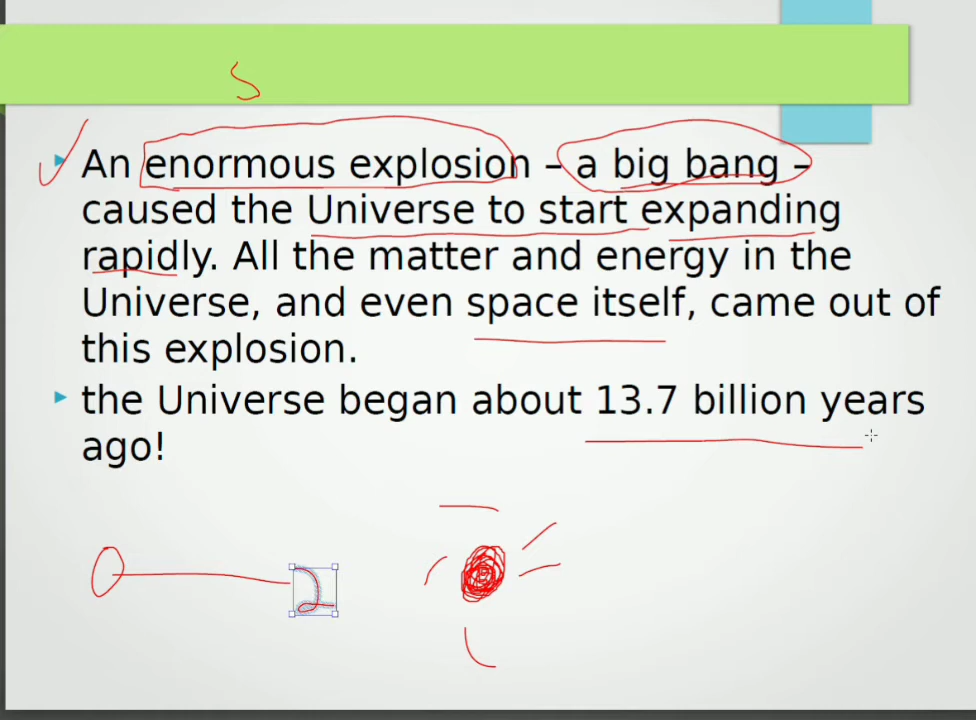 An enormous explosion – a big bang –
caused the Universe to start expanding
rapidly. All the matter and energy in the
Universe, and even space itself, came out of
this explosion.
the Universe began about 13.7 billion years
ago!